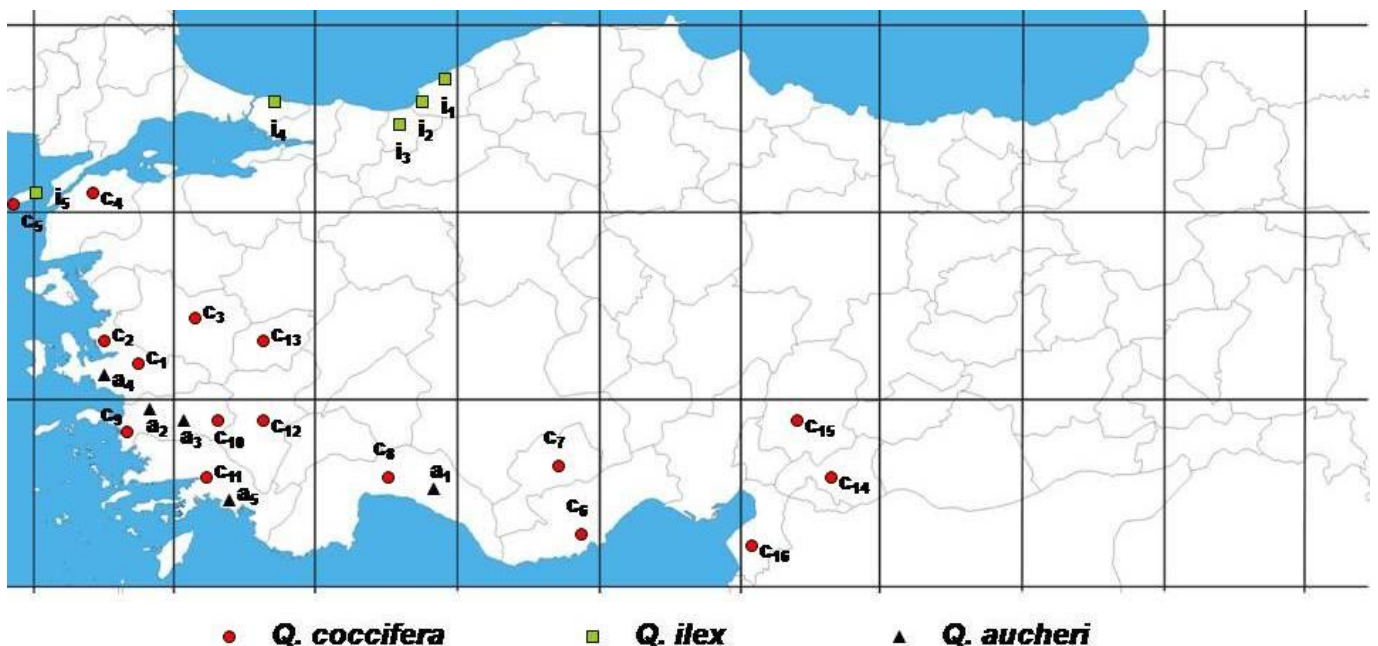 i₁
i₄ i₂
i₃
i₅ c₄
c₅
c₃
c₂ c₁₃
c₁
a₄
c₉ a₂ a₃ c₁₀ c₁₂ c₁₅
c₇
c₈ a₁
c₁₁ c₁₄
a₅
c₆
c₁₆
Q. coccifera Q. ilex Q. aucheri